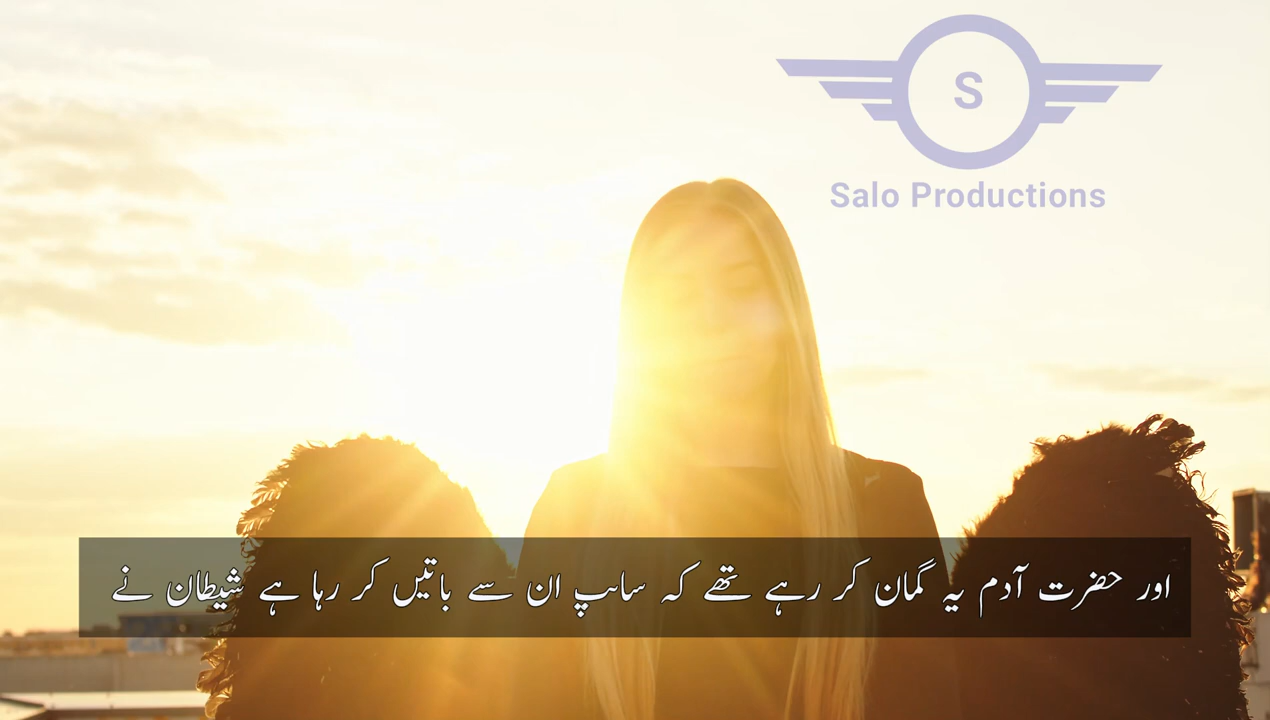 S
Salo Productions
اور حضرت آدم یہ گمان کر رہے تھے کہ سانپ ان سے باتیں کر رہا ہے شیطان نے